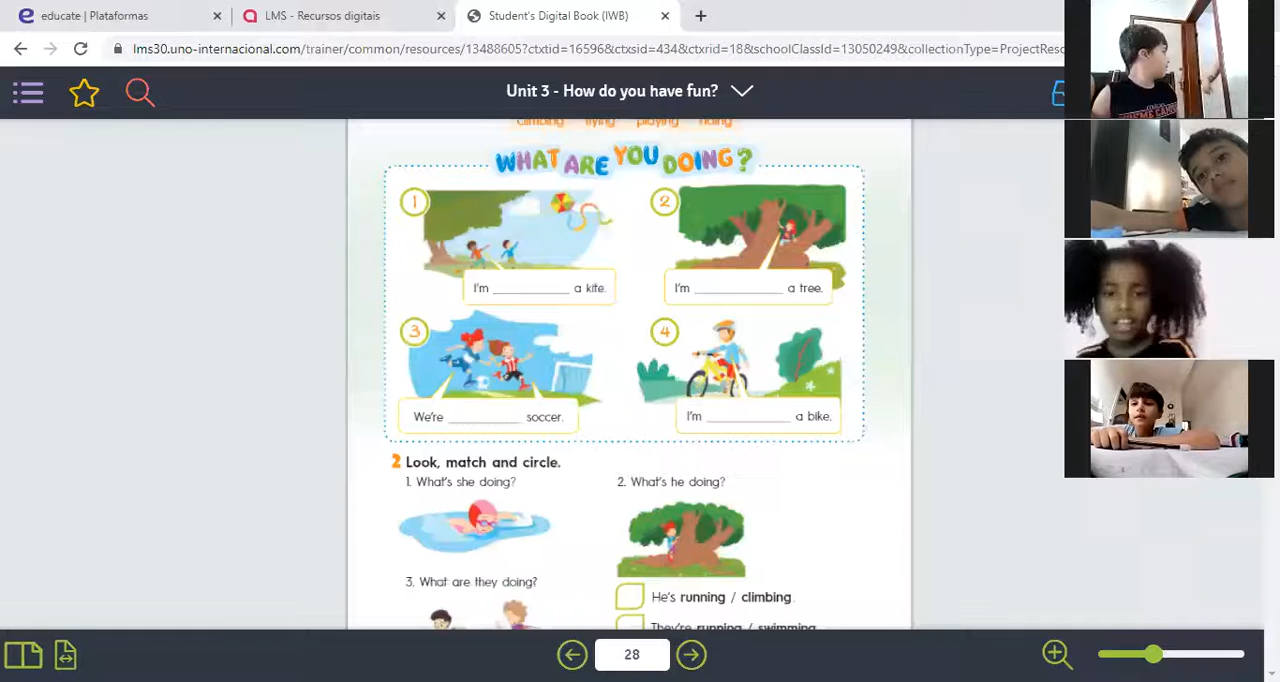 educate | Plataformas
LMS - Recursos digitais
Student's Digital Book (IWB)
lms30.uno-internacional.com/trainer/common/resources/13488605?ctxtid=16596&ctxsid=434&ctxrid=18&schoolClassId=13050249&collectionType=ProjectReso
Unit 3 - How do you have fun?
climbing flying playing riding
WHAT ARE YOU DOING?
1
I'm ____________ a kite.
2
I'm ______________ a tree.
3
We're ___________ soccer.
4
I'm _____________ a bike.
2 Look, match and circle.
1. What's she doing?
2. What's he doing?
3. What are they doing?
He's running / climbing.
They're running / swimming.
28